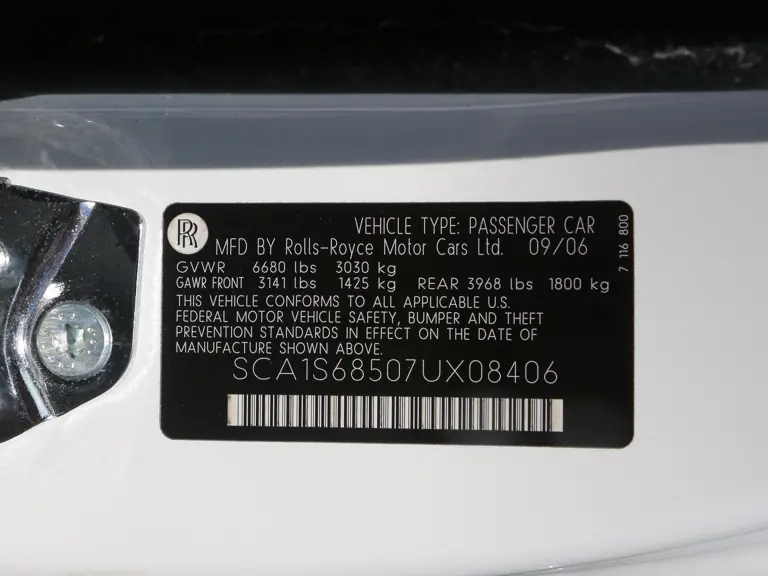 RR
VEHICLE TYPE: PASSENGER CAR
MFD BY Rolls-Royce Motor Cars Ltd. 09/06
GVWR 6680 lbs 3030 kg
GAWR FRONT 3141 lbs 1425 kg REAR 3968 lbs 1800 kg
THIS VEHICLE CONFORMS TO ALL APPLICABLE U.S.
FEDERAL MOTOR VEHICLE SAFETY, BUMPER AND THEFT
PREVENTION STANDARDS IN EFFECT ON THE DATE OF
MANUFACTURE SHOWN ABOVE.
SCA1S68507UX08406
7 116 800